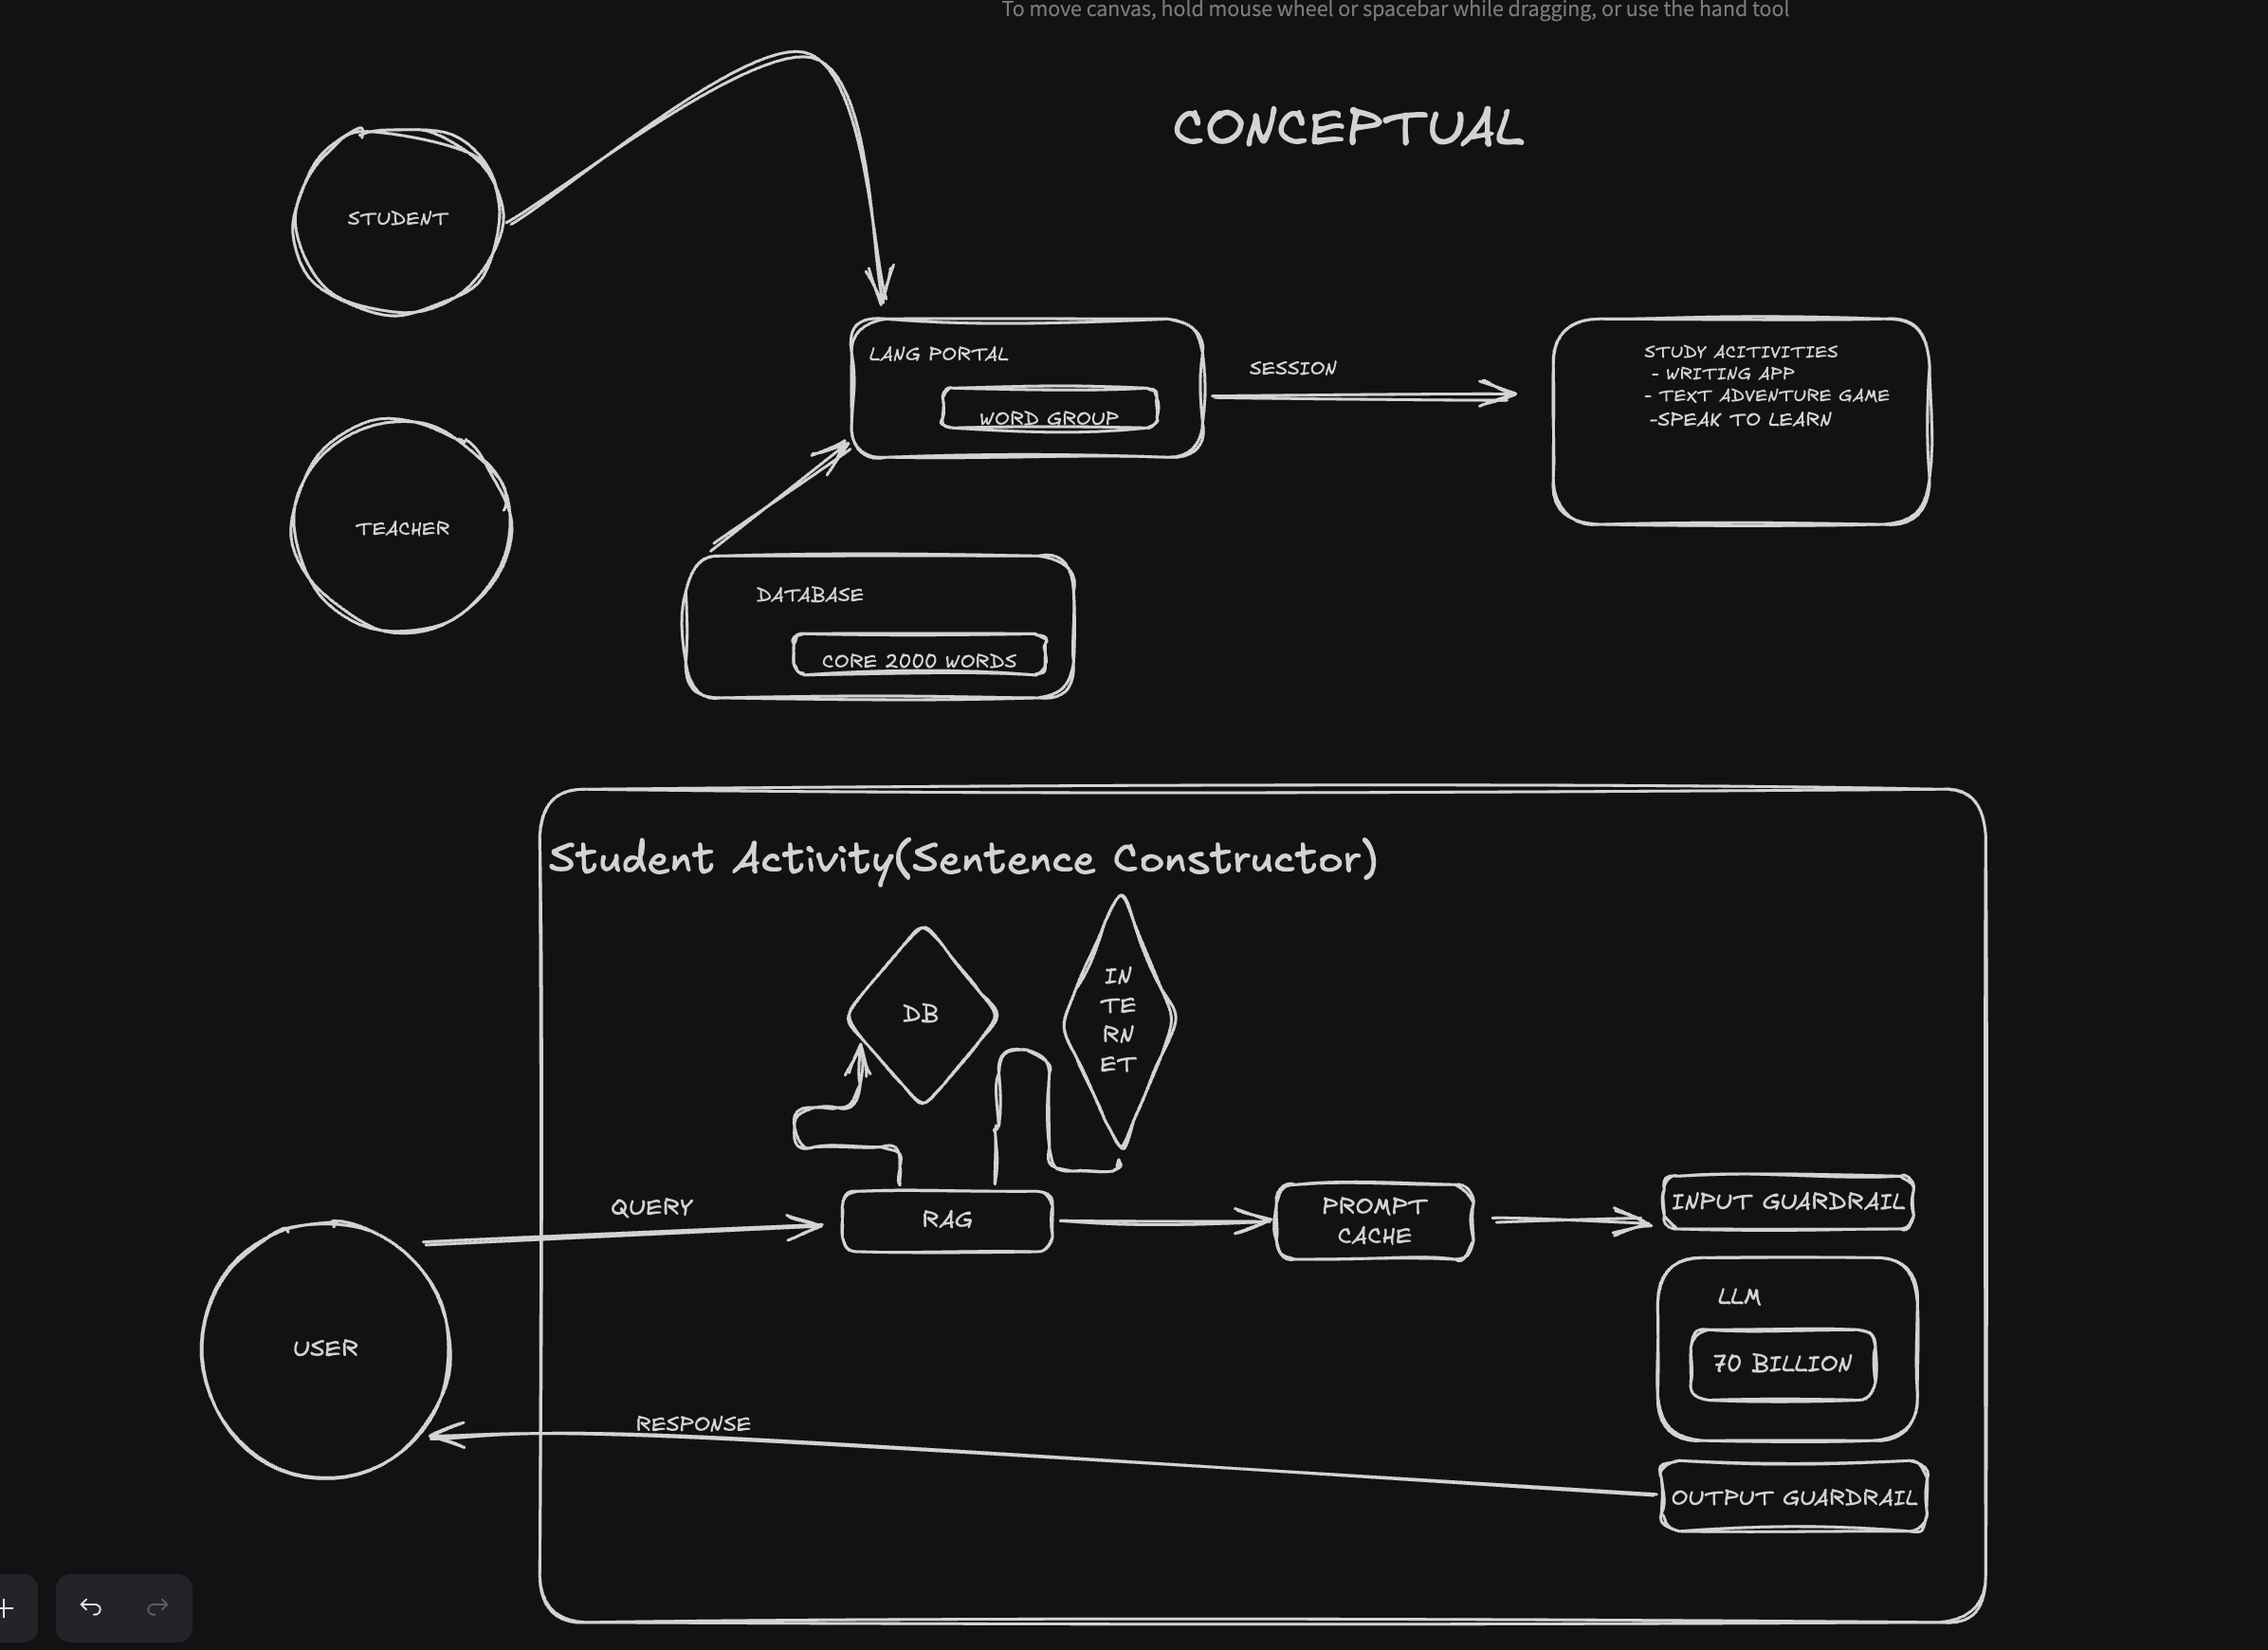 To move canvas, hold mouse wheel or spacebar while dragging, or use the hand tool
CONCEPTUAL
STUDENT
LANG PORTAL
WORD GROUP
SESSION
STUDY ACITIVITIES
- WRITING APP
- TEXT ADVENTURE GAME
-SPEAK TO LEARN
TEACHER
DATABASE
CORE 2000 WORDS
Student Activity(Sentence Constructor)
DB
IN
TE
RN
ET
QUERY
RAG
PROMPT
CACHE
INPUT GUARDRAIL
LLM
70 BILLION
USER
RESPONSE
OUTPUT GUARDRAIL